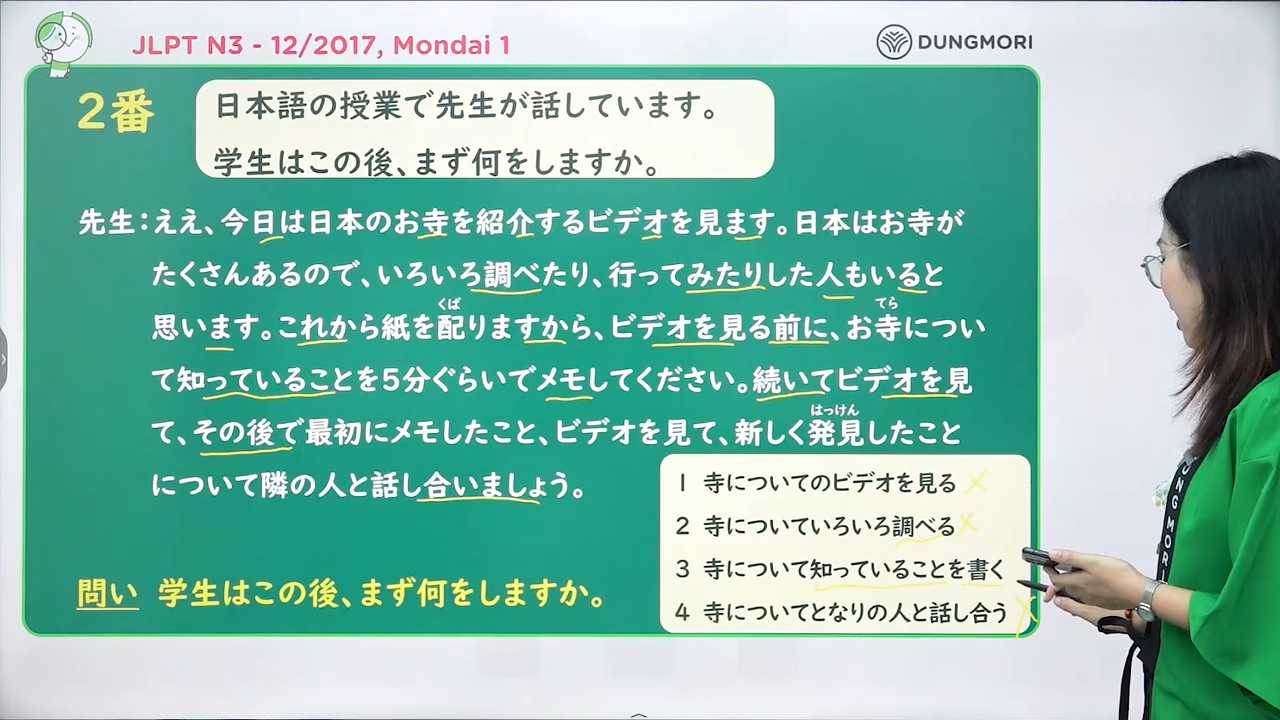 JLPT N3 - 12/2017, Mondai 1
DUNGMORI
2番
日本語の授業で先生が話しています。
学生はこの後、まず何をしますか。
先生:ええ、今日は日本のお寺を紹介するビデオを見ます。日本はお寺が
たくさんあるので、いろいろ調べたり、行ってみたりした人もいると
思います。これから紙を配りますから、ビデオを見る前に、お寺につい
くば
てら
て知っていることを5分ぐらいでメモしてください。続いてビデオを見
て、その後で最初にメモしたこと、ビデオを見て、新しく発見したこと
はっけん
について隣の人と話し合いましょう。
1 寺についてのビデオを見る
2 寺についていろいろ調べる
3 寺について知っていることを書く
4 寺についてとなりの人と話し合う
問い 学生はこの後、まず何をしますか。
DUNG MORI